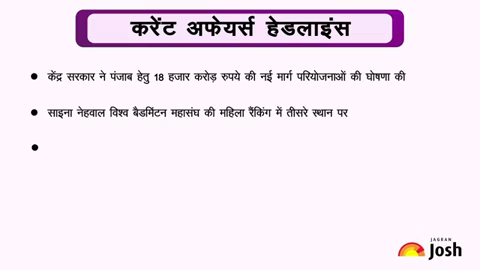 करेंट अफेयर्स हेडलाइंस
केंद्र सरकार ने पंजाब हेतु 18 हजार करोड़ रुपये की नई मार्ग परियोजनाओं की घोषणा की
साइना नेहवाल विश्व बैडमिंटन महासंघ की महिला रैंकिंग में तीसरे स्थान पर
JAGRAN
Josh